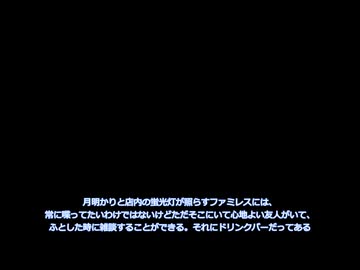 月明かりと店内の蛍光灯が照らすファミレスには、
常に喋ってたいわけではないけどただそこにいて心地よい友人がいて、
ふとした時に雑談することができる。それにドリンクバーだってある